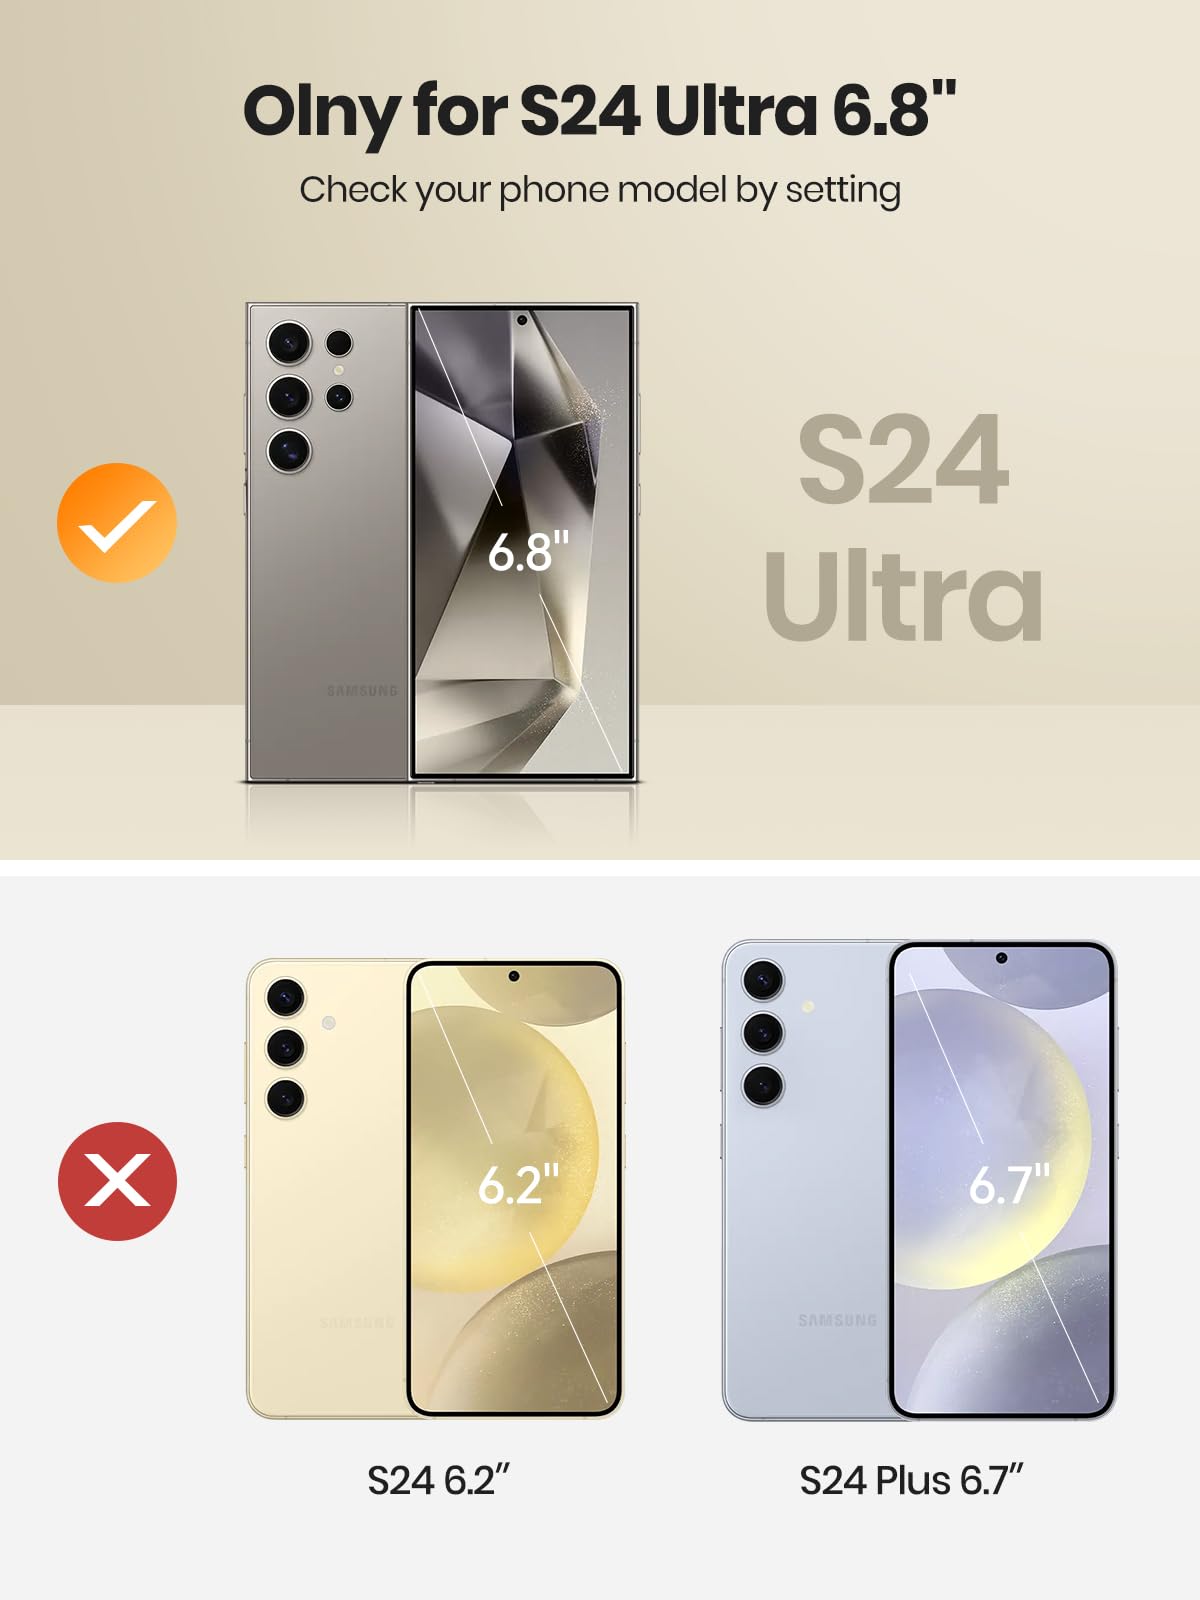 Olny for S24 Ultra 6.8"
Check your phone model by setting
6.8"
SAMSUNG
S24
Ultra
6.2"
SAMSUNG
6.7"
SAMSUNG
S24 6.2”
S24 Plus 6.7”